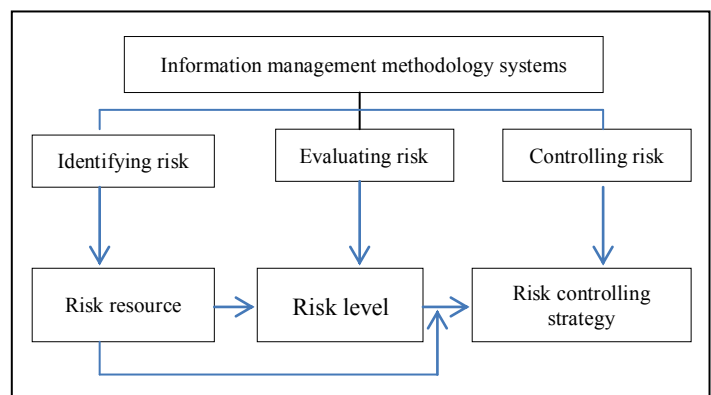 Information management methodology systems
Identifying risk
Evaluating risk
Controlling risk
Risk resource
Risk level
Risk controlling
strategy